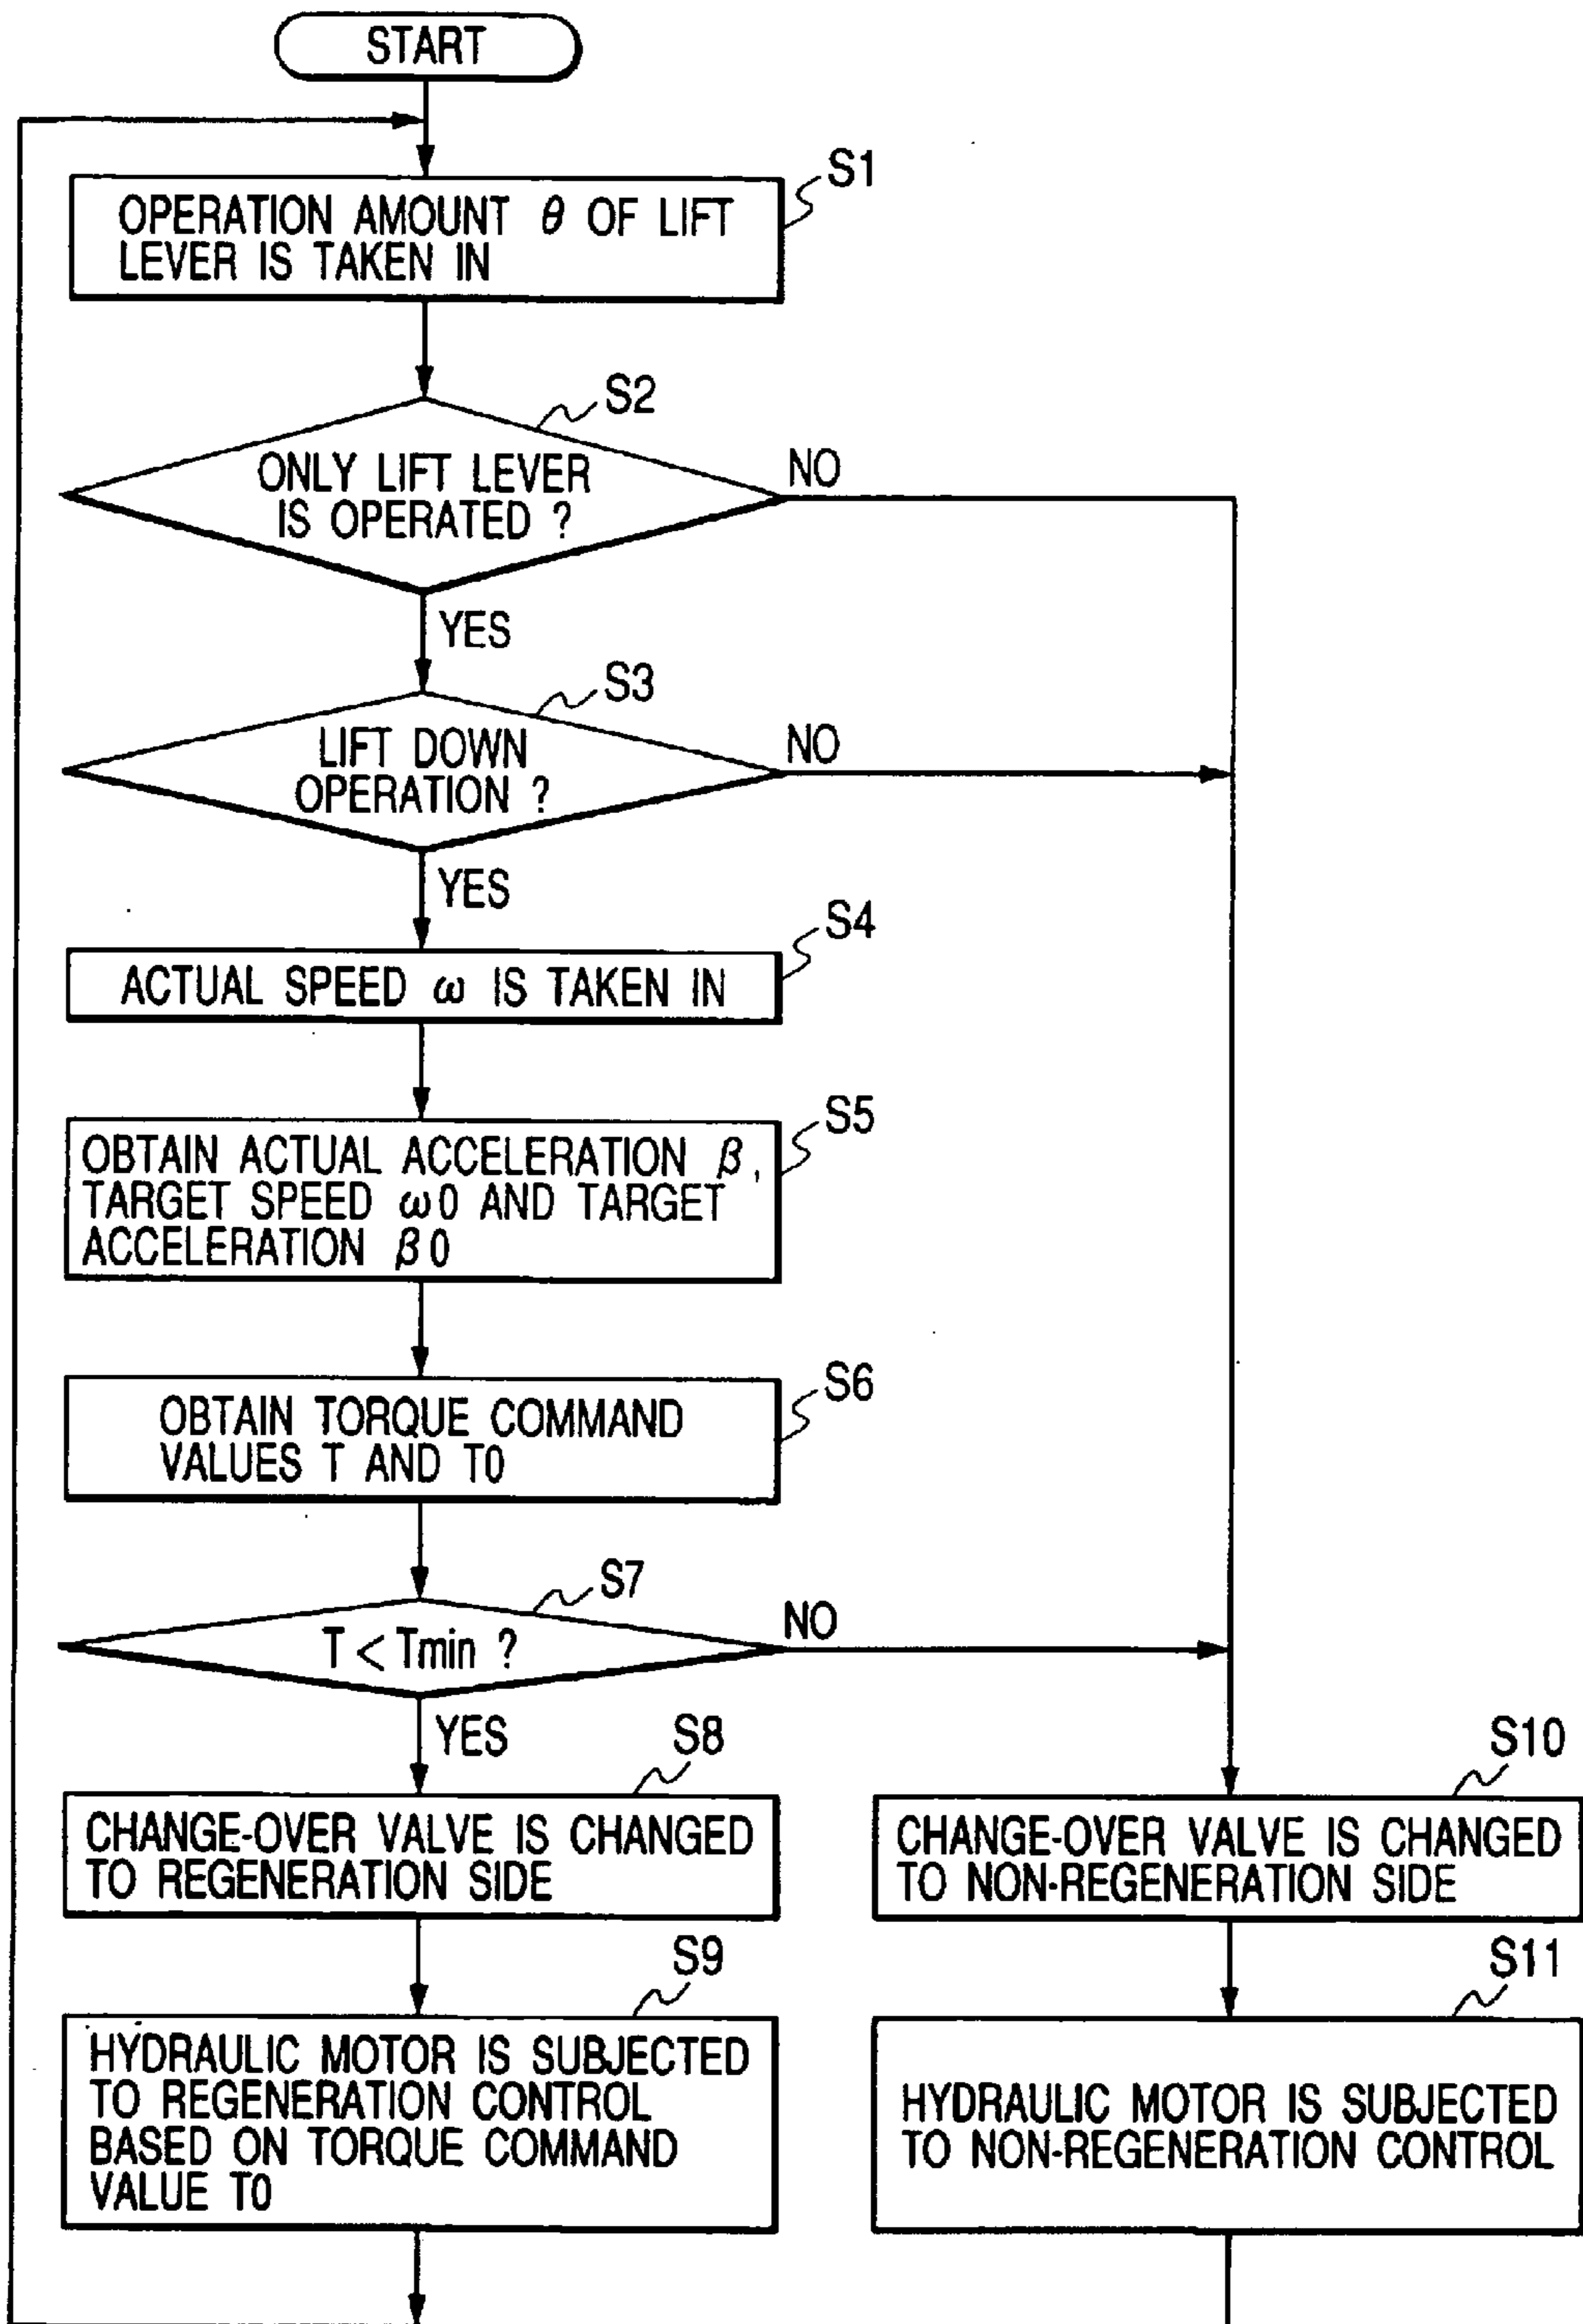 START
S1
OPERATION AMOUNT θ OF LIFT
LEVER IS TAKEN IN
S2
ONLY LIFT LEVER
IS OPERATED ?
NO
YES
S3
LIFT DOWN
OPERATION ?
NO
YES
S4
ACTUAL SPEED ω IS TAKEN IN
S5
OBTAIN ACTUAL ACCELERATION β,
TARGET SPEED ω0 AND TARGET
ACCELERATION β0
S6
OBTAIN TORQUE COMMAND
VALUES T AND T0
S7
T < Tmin ?
NO
YES
S8
CHANGE-OVER VALVE IS CHANGED
TO REGENERATION SIDE
S10
CHANGE-OVER VALVE IS CHANGED
TO NON-REGENERATION SIDE
S9
HYDRAULIC MOTOR IS SUBJECTED
TO REGENERATION CONTROL
BASED ON TORQUE COMMAND
VALUE T0
S11
HYDRAULIC MOTOR IS SUBJECTED
TO NON-REGENERATION CONTROL